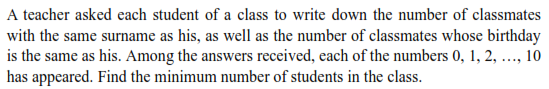 A teacher asked each student of a class to write down the number of classmates
with the same surname as his, as well as the number of classmates whose birthday
is the same as his. Among the answers received, each of the numbers 0, 1, 2, …, 10
has appeared. Find the minimum number of students in the class.